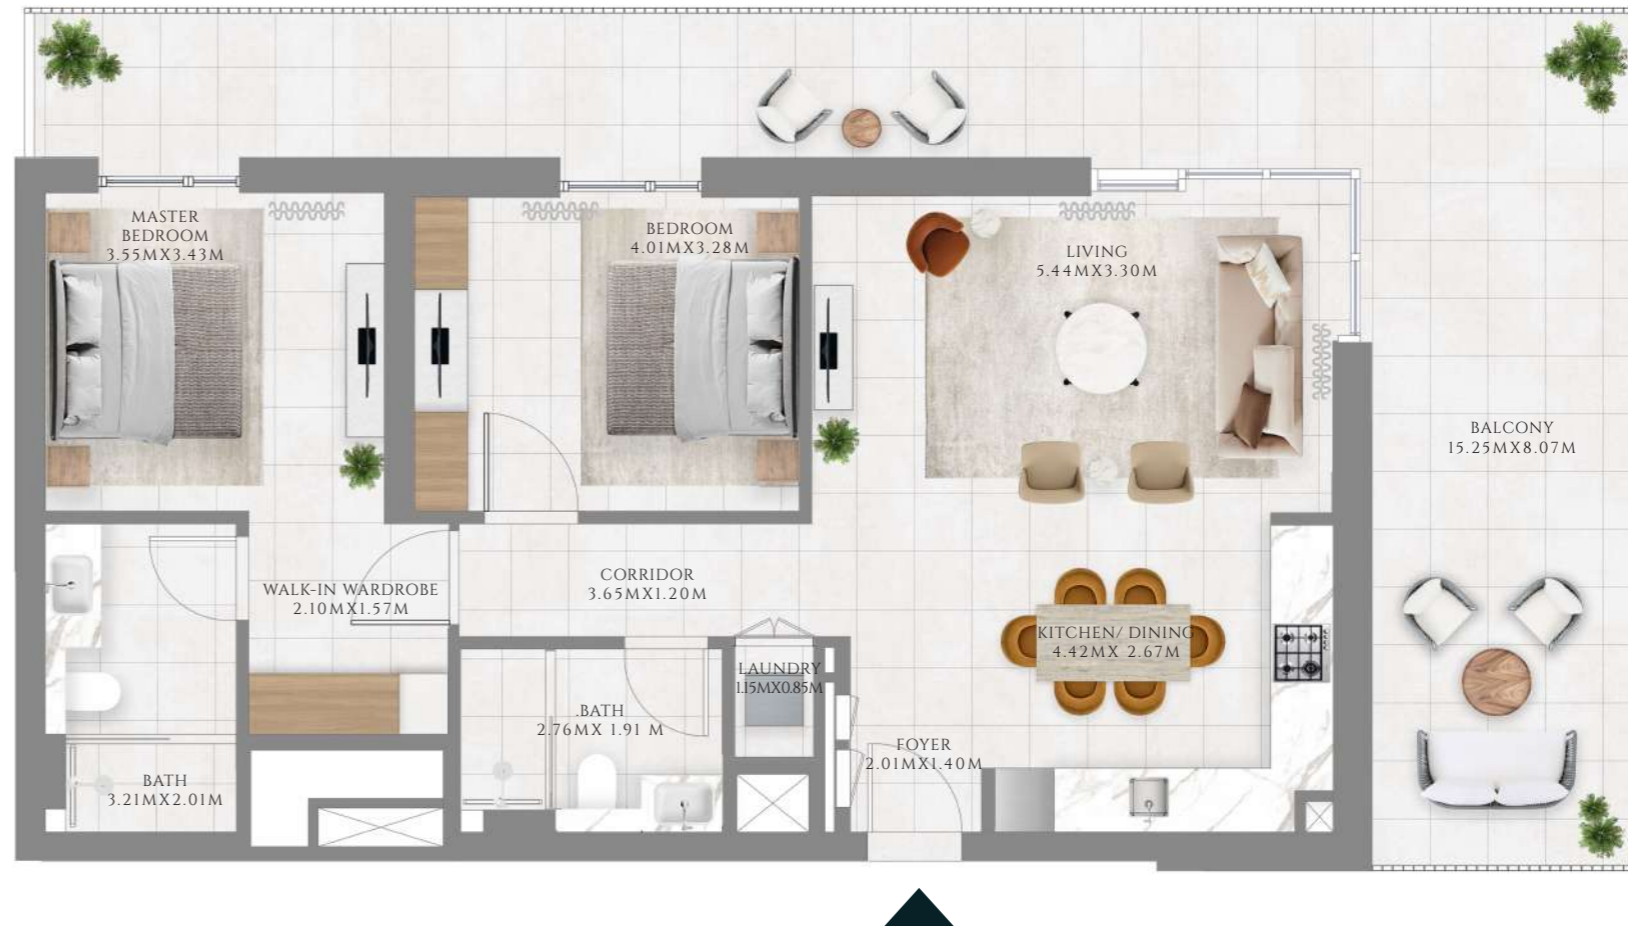 MASTER
BEDROOM
3.55MX3.43M
BEDROOM
4.01MX3.28M
LIVING
5.44MX3.30M
BALCONY
15.25MX8.07M
WALK-IN WARDROBE
2.10MX1.57M
CORRIDOR
3.65MX1.20M
KITCHEN/ DINING
4.42MX 2.67M
LAUNDRY
1.15MX0.85M
.BATH
2.76MX 1.91 M
FOYER
2.01MX1.40M
BATH
3.21MX2.01M